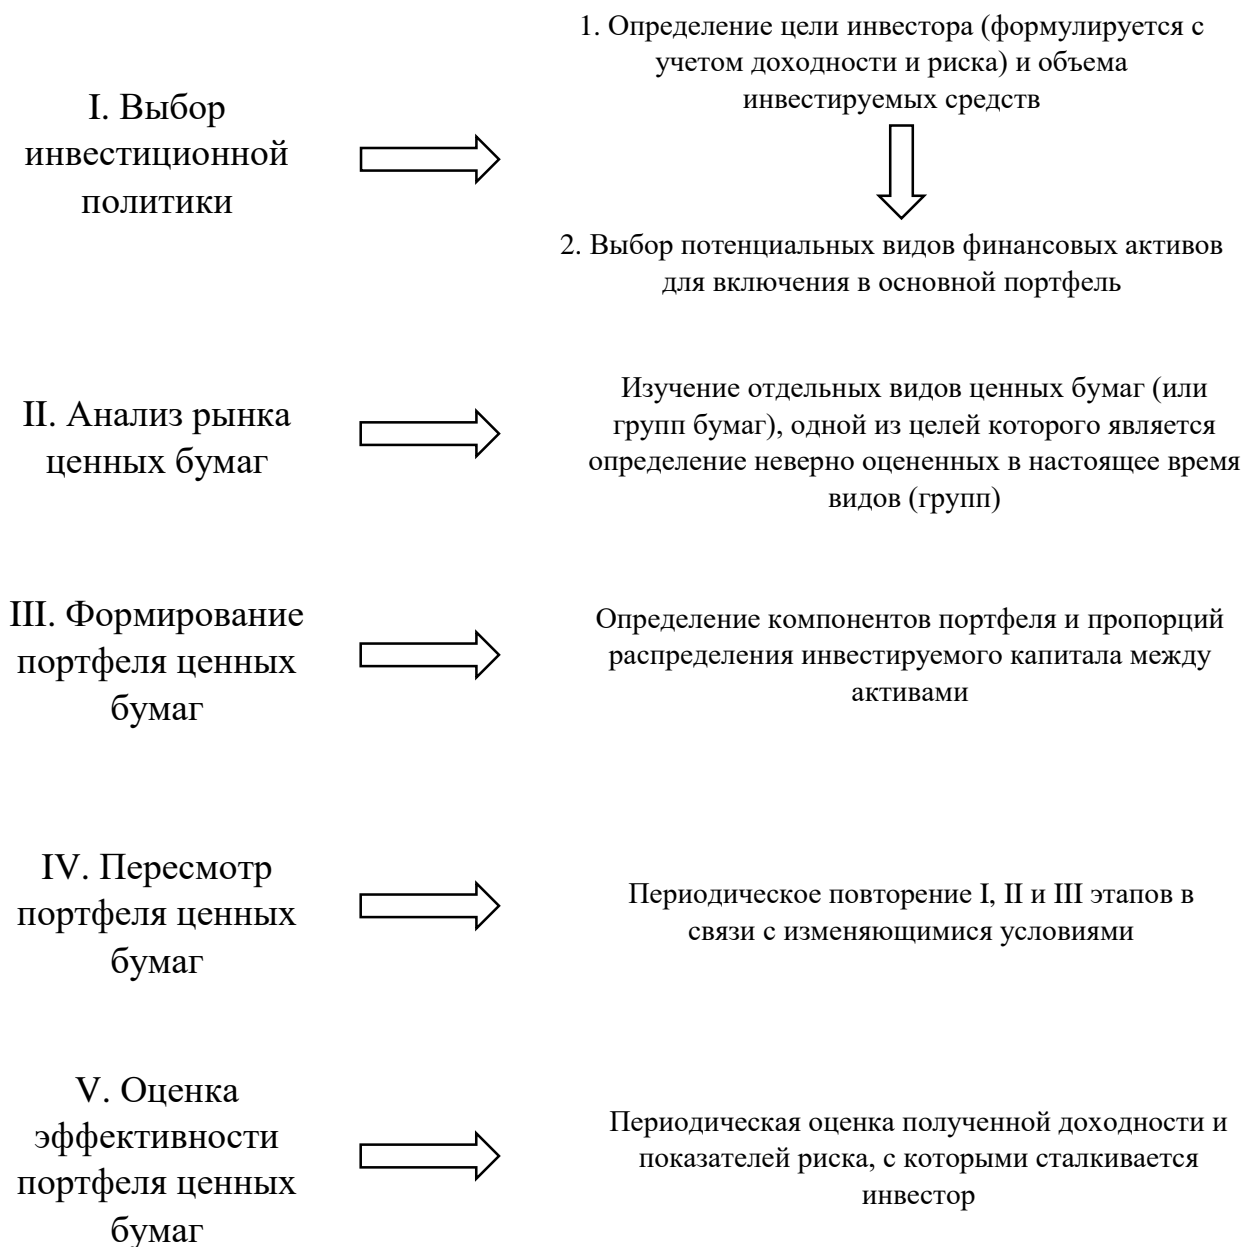 I. Выбор
инвестиционной
политики
1. Определение цели инвестора (формулируется с
учетом доходности и риска) и объема
инвестируемых средств
2. Выбор потенциальных видов финансовых активов
для включения в основной портфель
II. Анализ рынка
ценных бумаг
Изучение отдельных видов ценных бумаг (или
групп бумаг), одной из целей которого является
определение неверно оцененных в настоящее время
видов (групп)
III. Формирование
портфеля ценных
бумаг
Определение компонентов портфеля и пропорций
распределения инвестируемого капитала между
активами
IV. Пересмотр
портфеля ценных
бумаг
Периодическое повторение I, II и III этапов в
связи с изменяющимися условиями
V. Оценка
эффективности
портфеля ценных
бумаг
Периодическая оценка полученной доходности и
показателей риска, с которыми сталкивается
инвестор